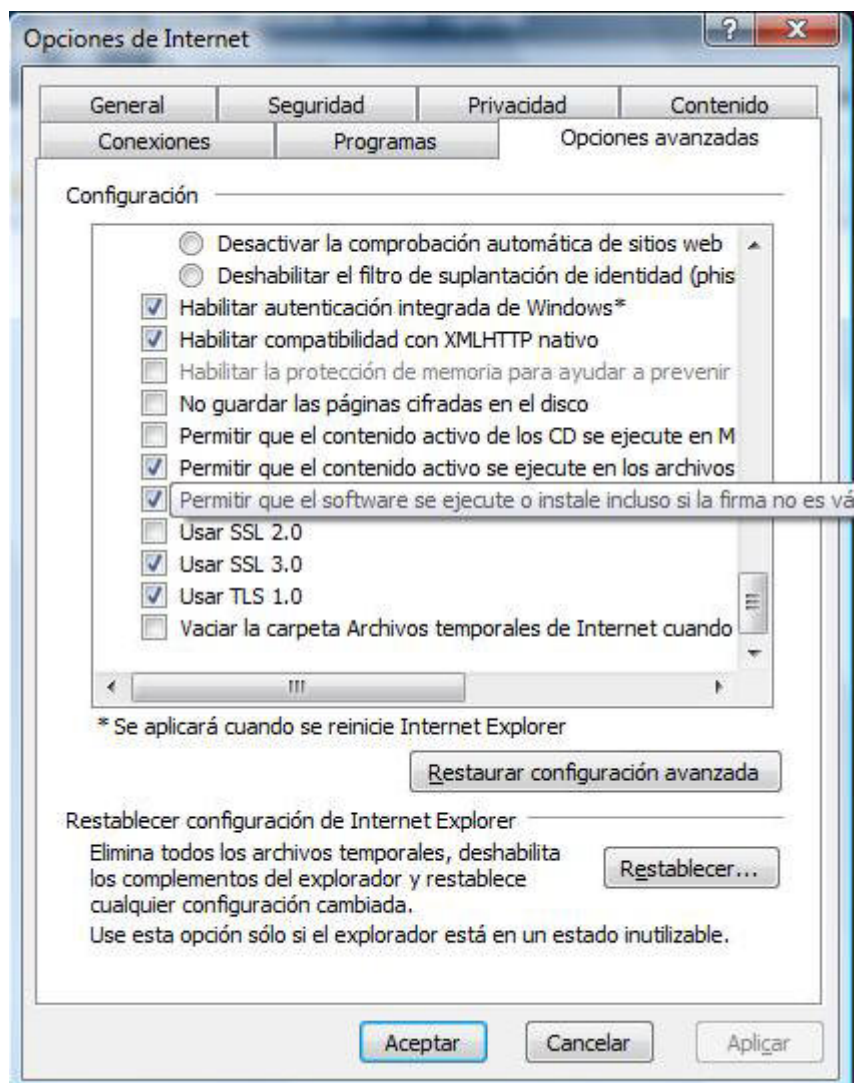 Opciones de Internet
General Seguridad Privacidad Contenido
Conexiones Programas Opciones avanzadas
Configuración
Desactivar la comprobación automática de sitios web
Deshabilitar el filtro de suplantación de identidad (phis
Habilitar autenticación integrada de Windows*
Habilitar compatibilidad con XMLHTTP nativo
Habilitar la protección de memoria para ayudar a prevenir
No guardar las páginas cifradas en el disco
Permitir que el contenido activo de los CD se ejecute en M
Permitir que el contenido activo se ejecute en los archivos
Permitir que el software se ejecute o instale incluso si la firma no es vá
Usar SSL 2.0
Usar SSL 3.0
Usar TLS 1.0
Vaciar la carpeta Archivos temporales de Internet cuando
* Se aplicará cuando se reinicie Internet Explorer
Restaurar configuración avanzada
Restablecer configuración de Internet Explorer
Elimina todos los archivos temporales, deshabilita
los complementos del explorador y restablece
cualquier configuración cambiada.
Restablecer...
Use esta opción sólo si el explorador está en un estado inutilizable.
Aceptar Cancelar Aplicar